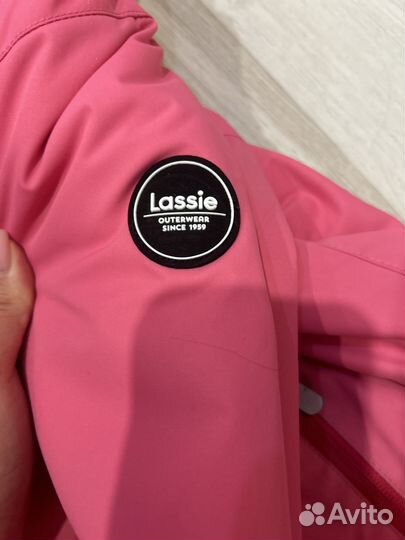 Lassie
OUTERWEAR
SINCE 1959
Avito